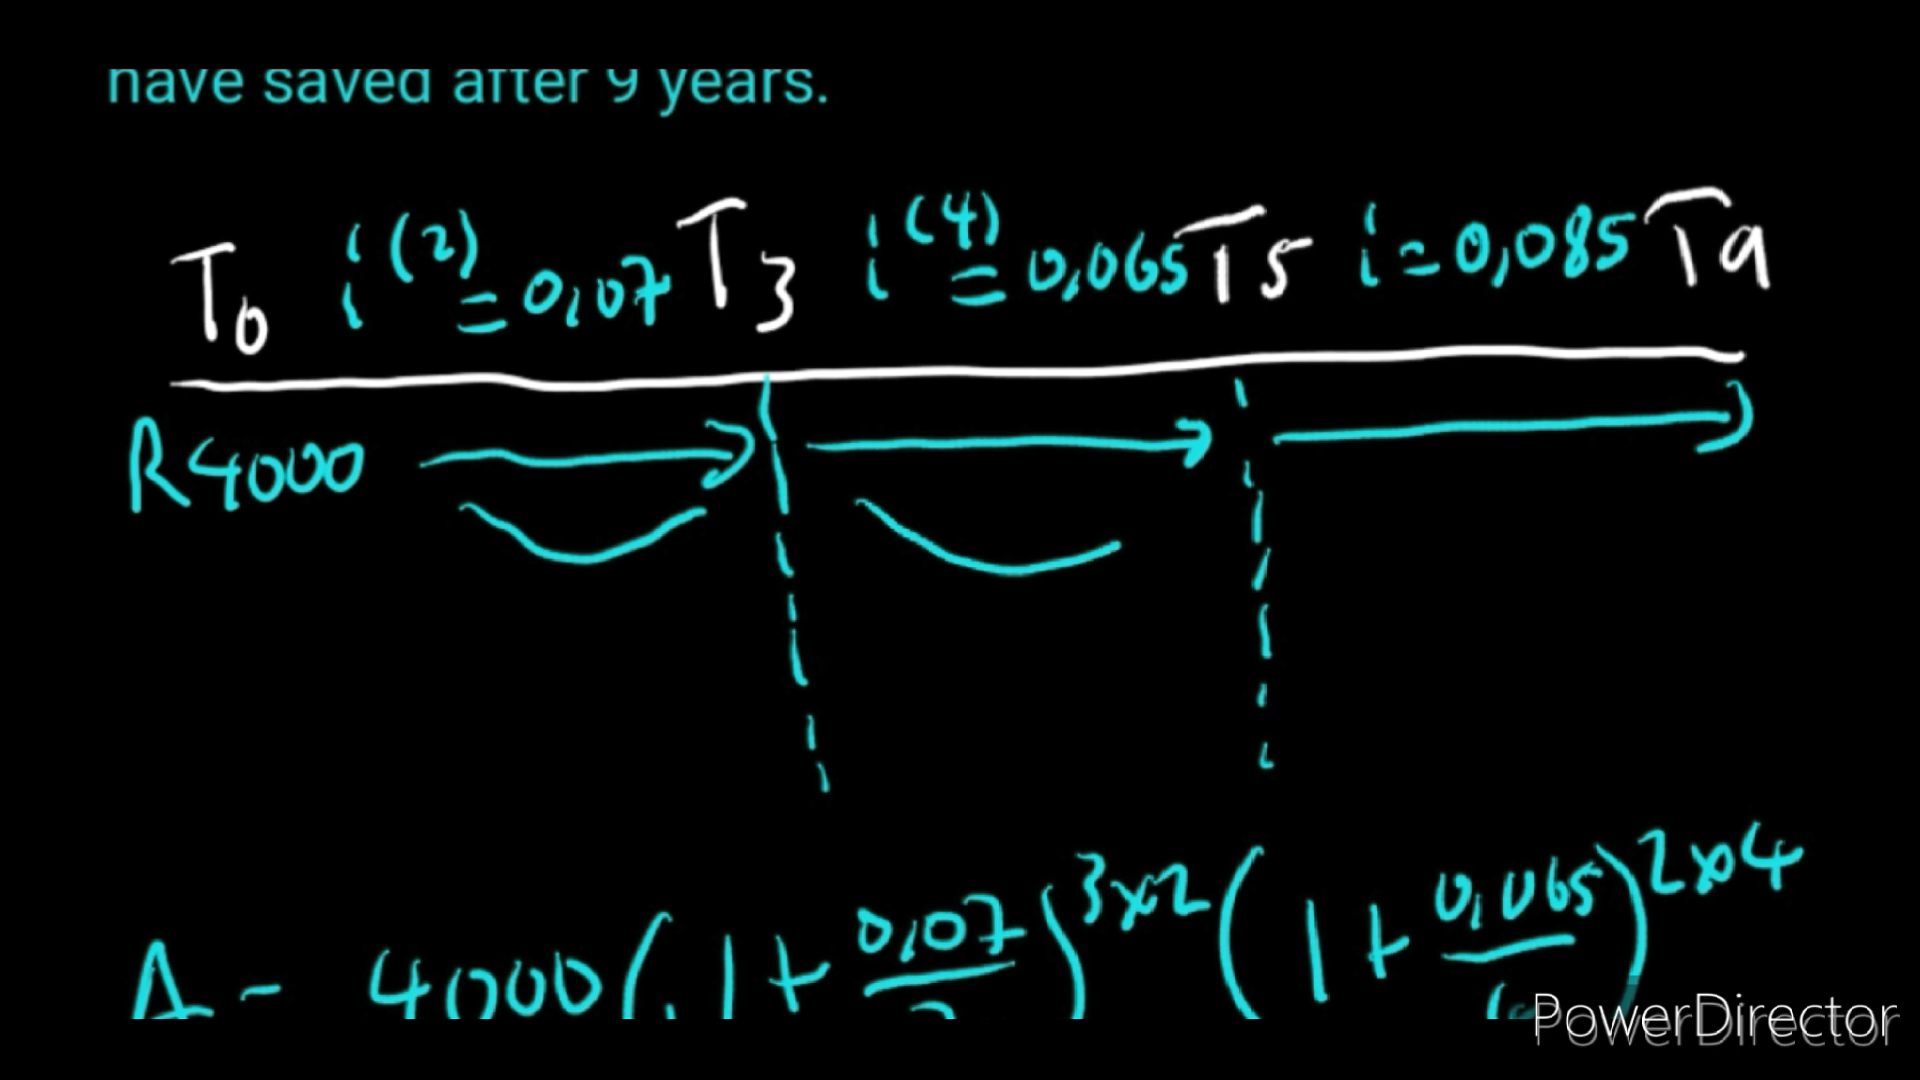 have saved after 9 years.
T0 i(2) = 0,07 T3 i(4) = 0,065 T5 i = 0,085 T9
R4000
A = 4000(1 + 0,07/2)^3x2 (1 + 0,065/4)^2x4
PowerDirector